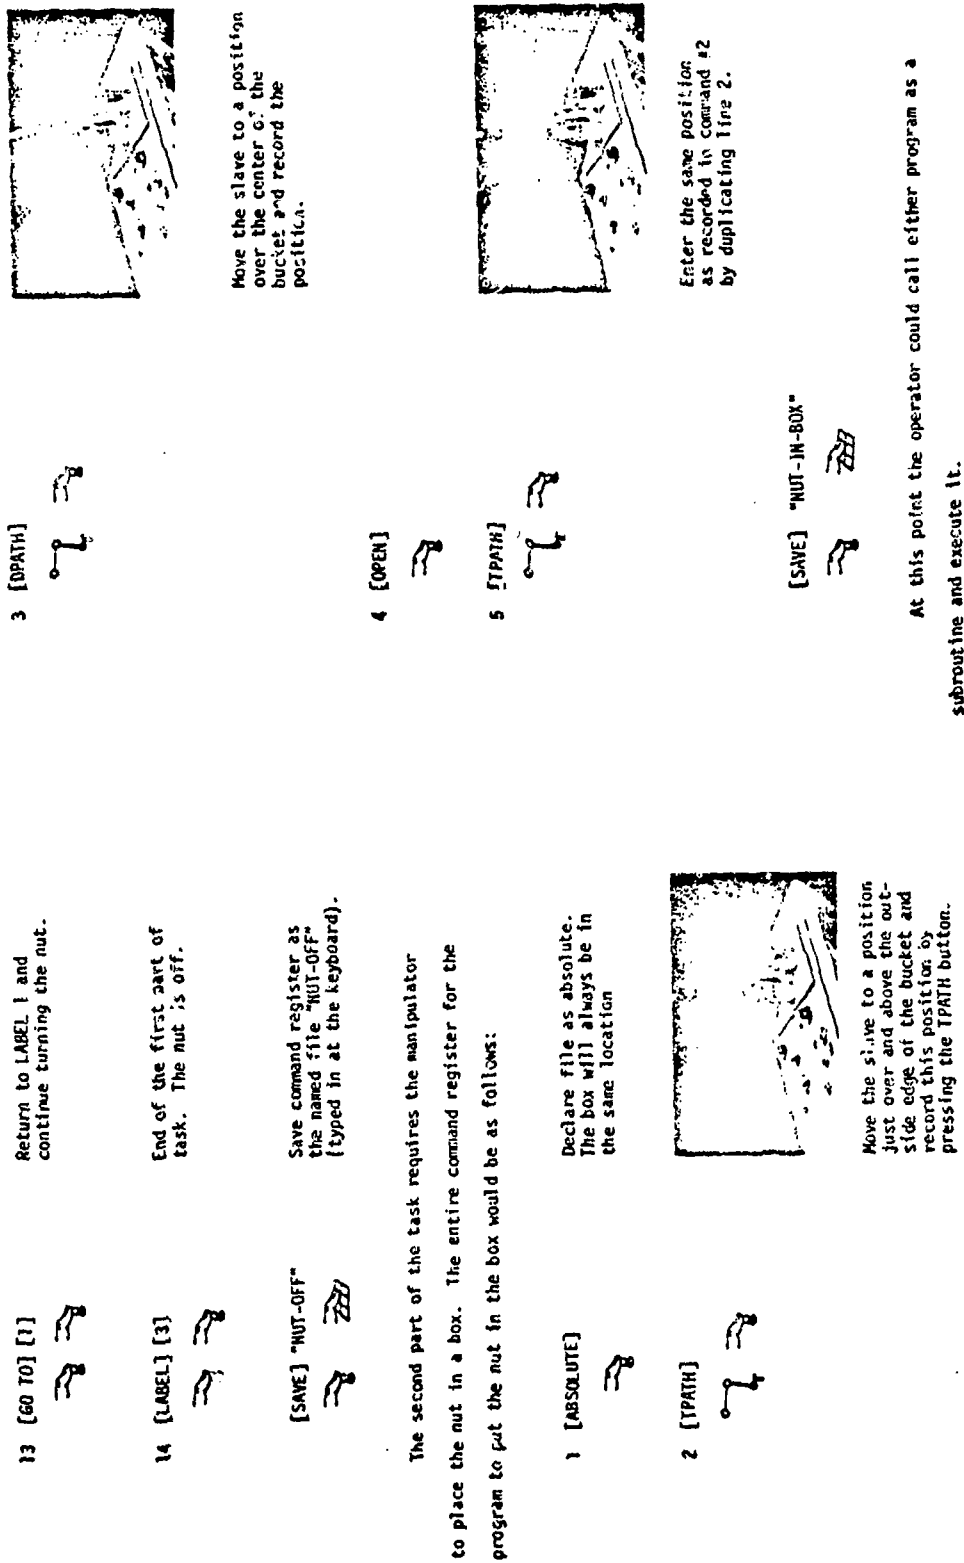 13 [GO TO] [1]
Return to LABEL 1 and
continue turning the nut.
14 [LABEL] [3]
End of the first part of
task. The nut is off.
[SAVE] "NUT-OFF"
Save command register as
the named file "NUT-OFF"
(typed in at the keyboard).
The second part of the task requires the manipulator
to place the nut in a box. The entire command register for the
program to put the nut in the box would be as follows:
1 [ABSOLUTE]
Declare file as absolute.
The box will always be in
the same location
2 [TPATH]
Move the slave to a position
just over and above the out-
side edge of the bucket and
record this position by
pressing the TPATH button.
3 [DPATH]
Move the slave to a position
over the center of the
bucket and record the
position.
4 [OPEN]
5 [TPATH]
Enter the same position
as recorded in command #2
by duplicating line 2.
[SAVE] "NUT-IN-BOX"
At this point the operator could call either program as a
subroutine and execute it.